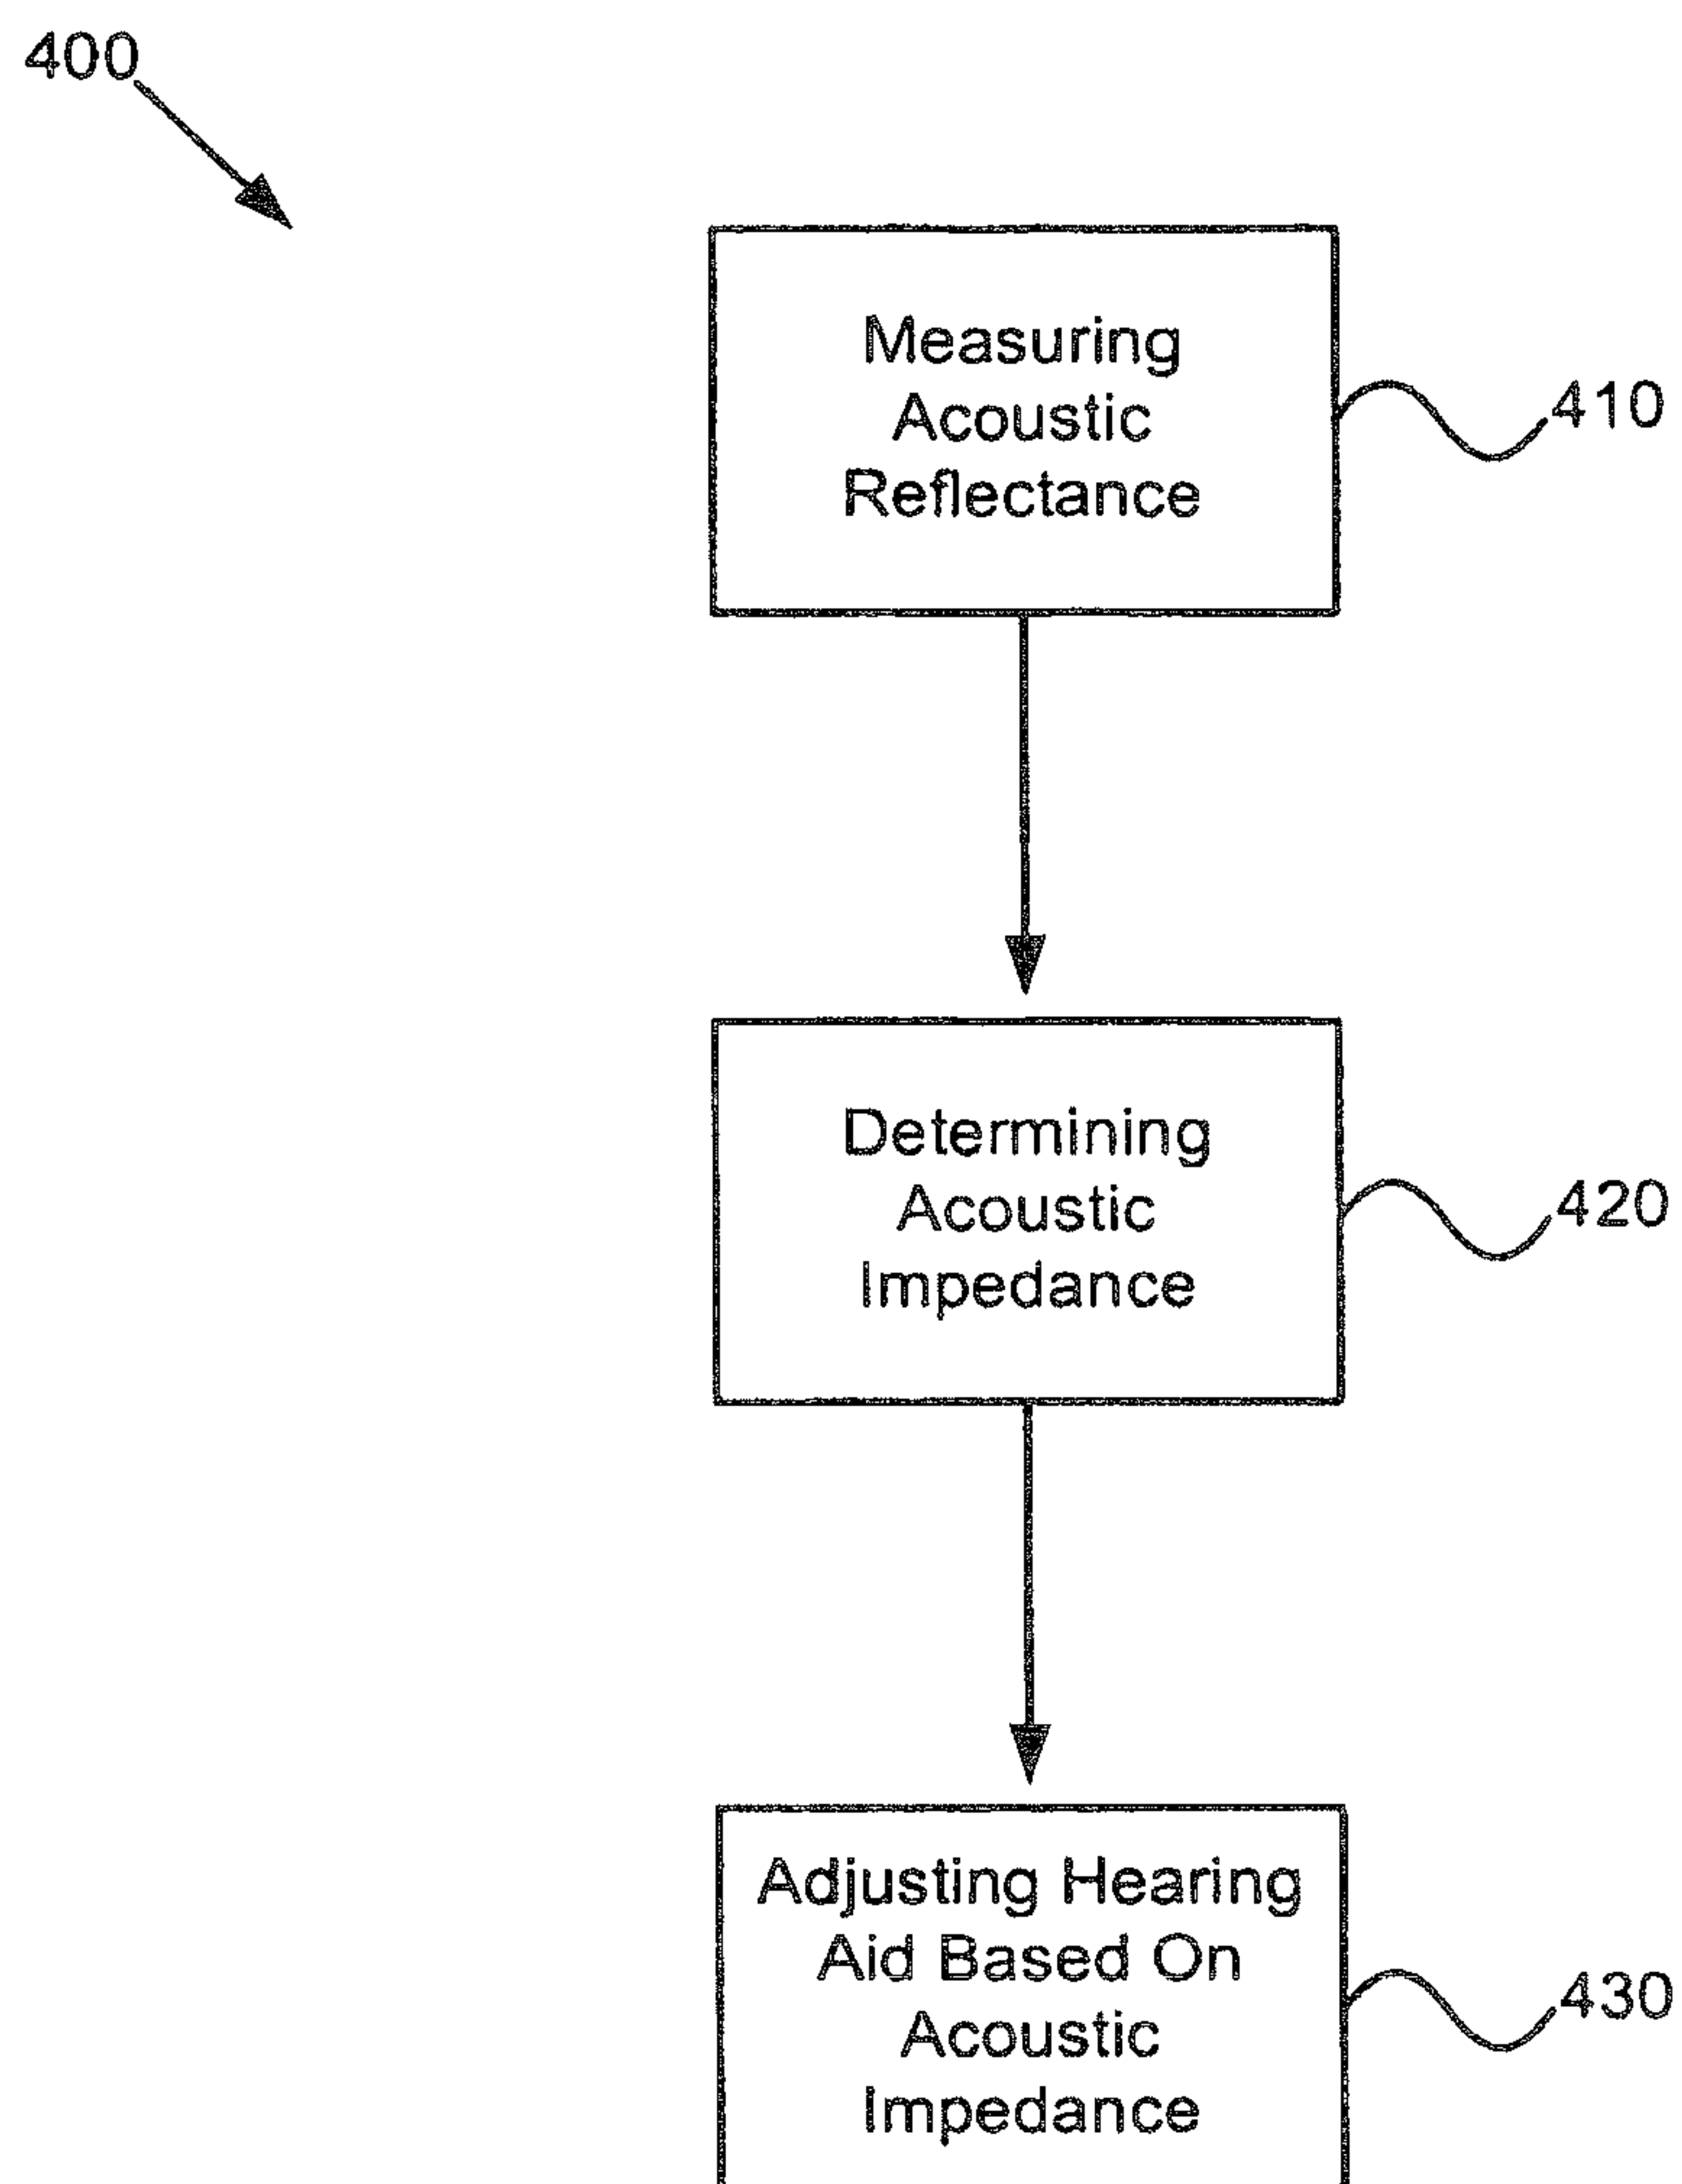 400
Measuring
Acoustic
Reflectance
410
Determining
Acoustic
Impedance
420
Adjusting Hearing
Aid Based On
Acoustic
Impedance
430